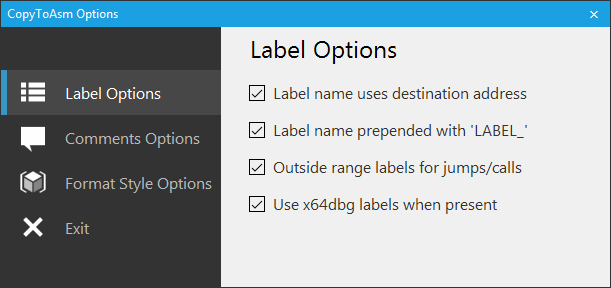 CopyToAsm Options
Label Options
Comments Options
Format Style Options
Exit
Label Options
Label name uses destination address
Label name prepended with 'LABEL_'
Outside range labels for jumps/calls
Use x64dbg labels when present